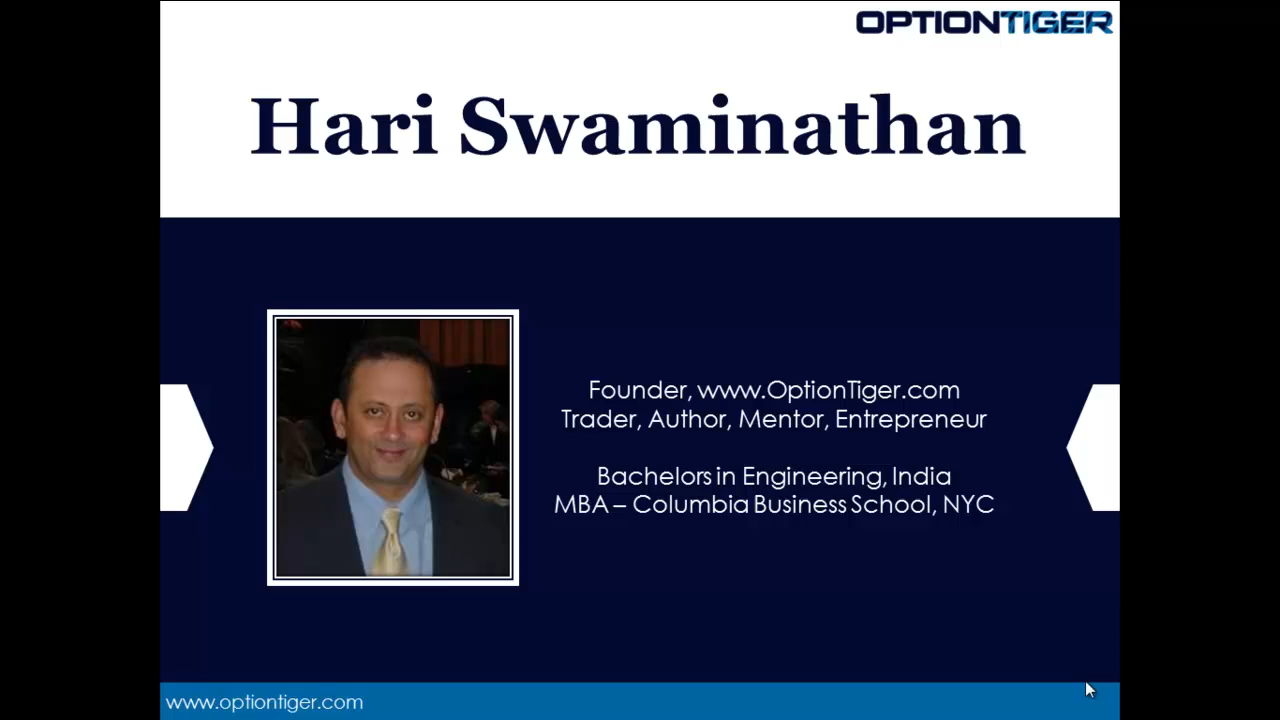 OPTIONTIGER
Hari Swaminathan
Founder, www.OptionTiger.com
Trader, Author, Mentor, Entrepreneur
Bachelors in Engineering, India
MBA – Columbia Business School, NYC
www.optiontiger.com